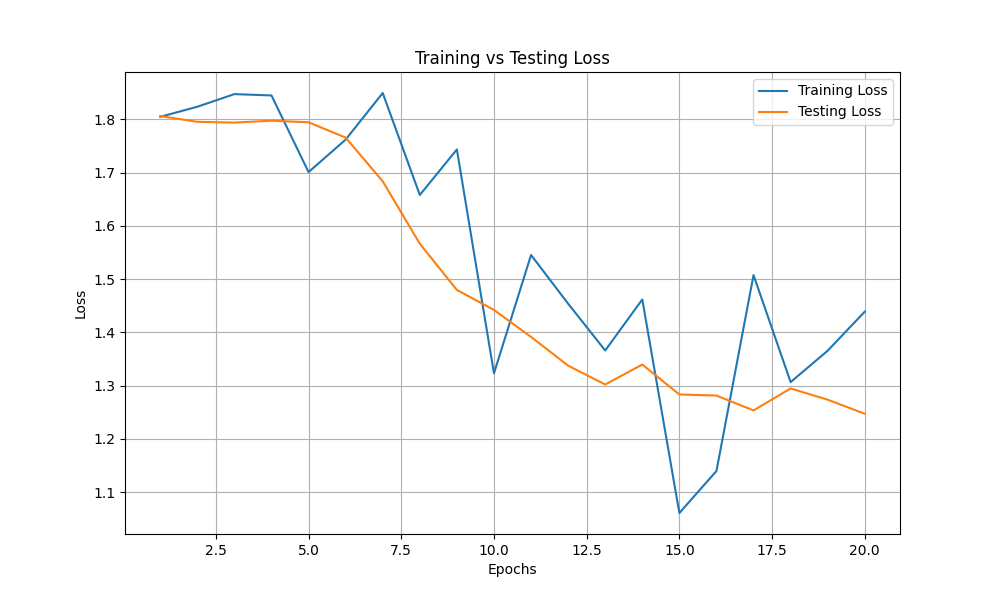 Training vs Testing Loss
Training Loss
Testing Loss
1.8
1.7
1.6
1.5
1.4
1.3
1.2
1.1
Loss
2.5 5.0 7.5 10.0 12.5 15.0 17.5 20.0
Epochs